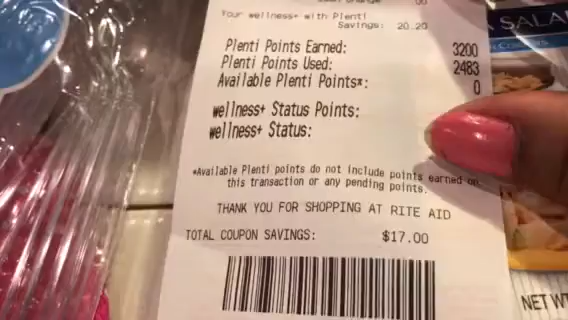 00
Your wellness+ with Plenti
Savings: 20.20
Plenti Points Earned: 3200
Plenti Points Used: 2483
Available Plenti Points*: 0
wellness+ Status Points:
wellness+ Status:
*Available Plenti points do not include points earned on
this transaction or any pending points.
THANK YOU FOR SHOPPING AT RITE AID
TOTAL COUPON SAVINGS: $17.00
SALA
NET WT